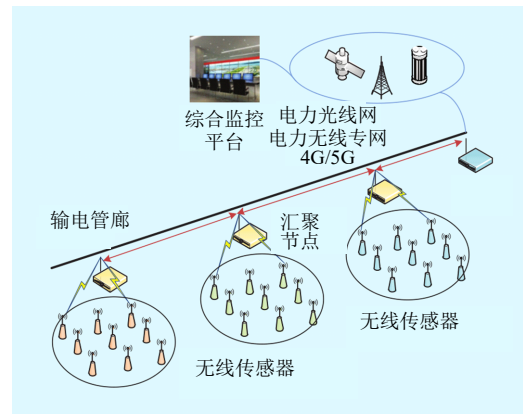 综合监控
平台
电力光线网
电力无线专网
4G/5G
输电管廊
汇聚
节点
无线传感器
无线传感器